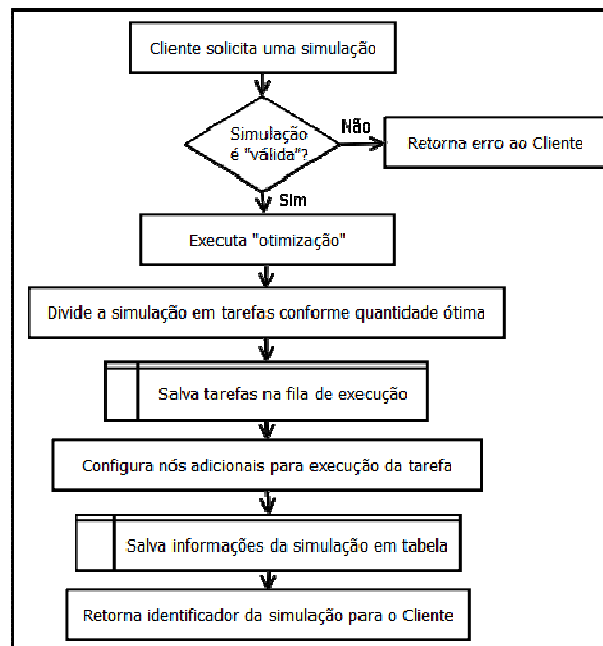 Cliente solicita uma simulação
Simulação
é "válida"?
Não
Retorna erro ao Cliente
Sim
Executa "otimização"
Divide a simulação em tarefas conforme quantidade ótima
Salva tarefas na fila de execução
Configura nós adicionais para execução da tarefa
Salva informações da simulação em tabela
Retorna identificador da simulação para o Cliente